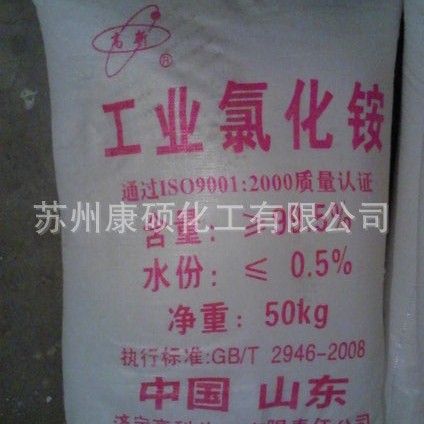 高新
®
工业氯化铵
通过ISO9001:2000质量认证
含量: ≥99.5%
苏州康硕化工有限公司
水份: ≤ 0.5%
净重: 50kg
执行标准:GB/T 2946-2008
中国 山东